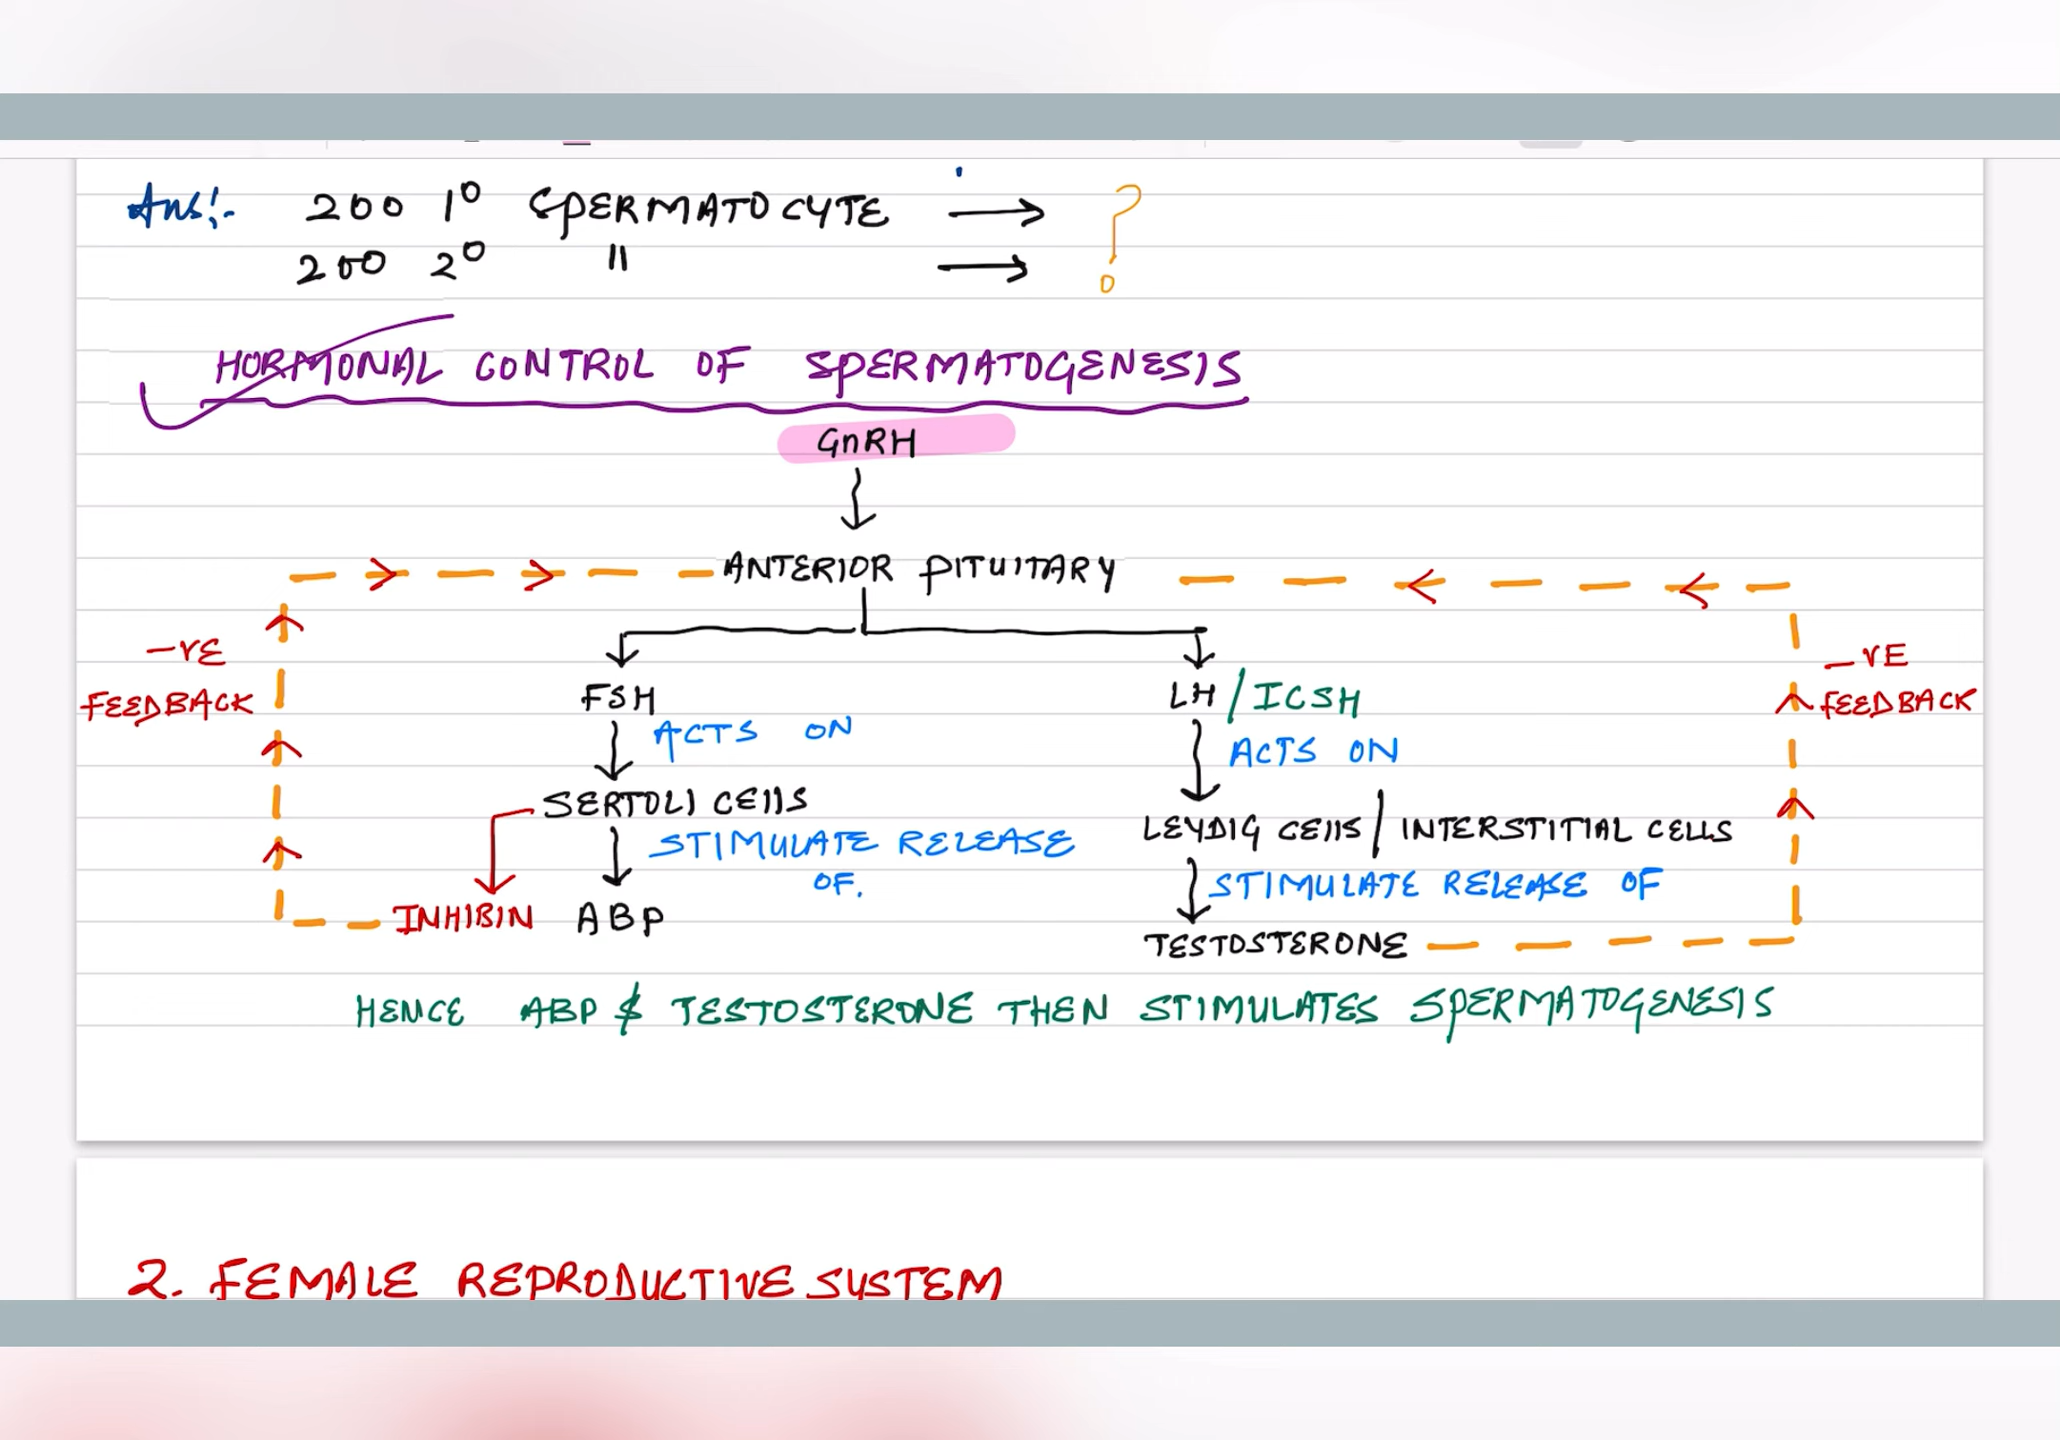 Ans:- 200 1° SPERMATOCYTE → ?
200 2° " →
HORMONAL CONTROL OF SPERMATOGENESIS
GnRH
ANTERIOR PITUITARY
-VE FEEDBACK
-VE FEEDBACK
FSH
LH / ICSH
ACTS ON
ACTS ON
SERTOLI CEllS
LEYDIG CEllS / INTERSTITIAL CELLS
STIMULATE RELEASE OF.
STIMULATE RELEASE OF
INHIBIN ABP
TESTOSTERONE
HENCE ABP & TESTOSTERONE THEN STIMULATES SPERMATOGENESIS
2. FEMALE REPRODUCTIVE SYSTEM